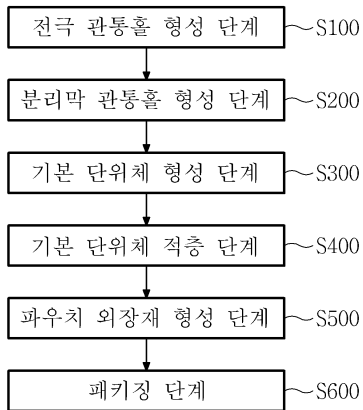 전극 관통홀 형성 단계 S100
분리막 관통홀 형성 단계 S200
기본 단위체 형성 단계 S300
기본 단위체 적층 단계 S400
파우치 외장재 형성 단계 S500
패키징 단계 S600